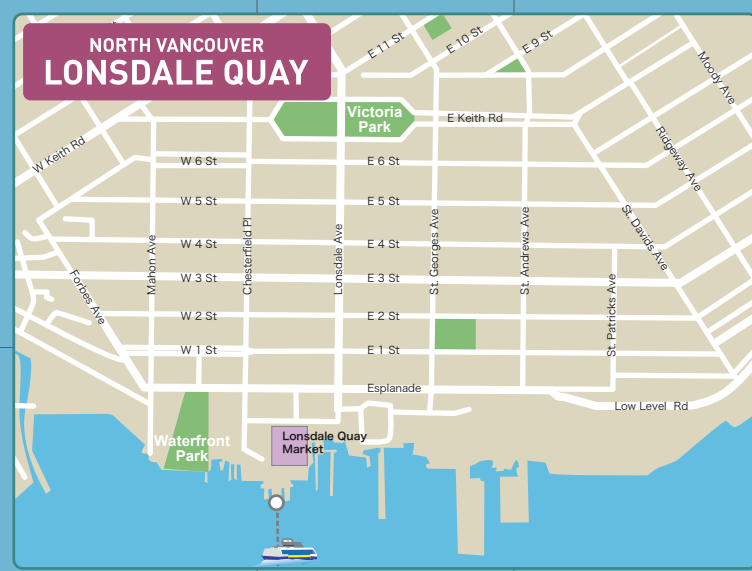 NORTH VANCOUVER
LONSDALE QUAY
E 11 St
E 10 St
E 9 St
Moody Ave
Victoria
Park
E Keith Rd
W Keith Rd
Ridgeway Ave
W 6 St
E 6 St
W 5 St
E 5 St
St. Davids Ave
W 4 St
E 4 St
Mahon Ave
Chesterfield Pl
Lonsdale Ave
St. Georges Ave
St. Andrews Ave
W 3 St
E 3 St
Forbes Ave
St. Patricks Ave
W 2 St
E 2 St
W 1 St
E 1 St
Esplanade
Low Level Rd
Waterfront
Park
Lonsdale Quay
Market